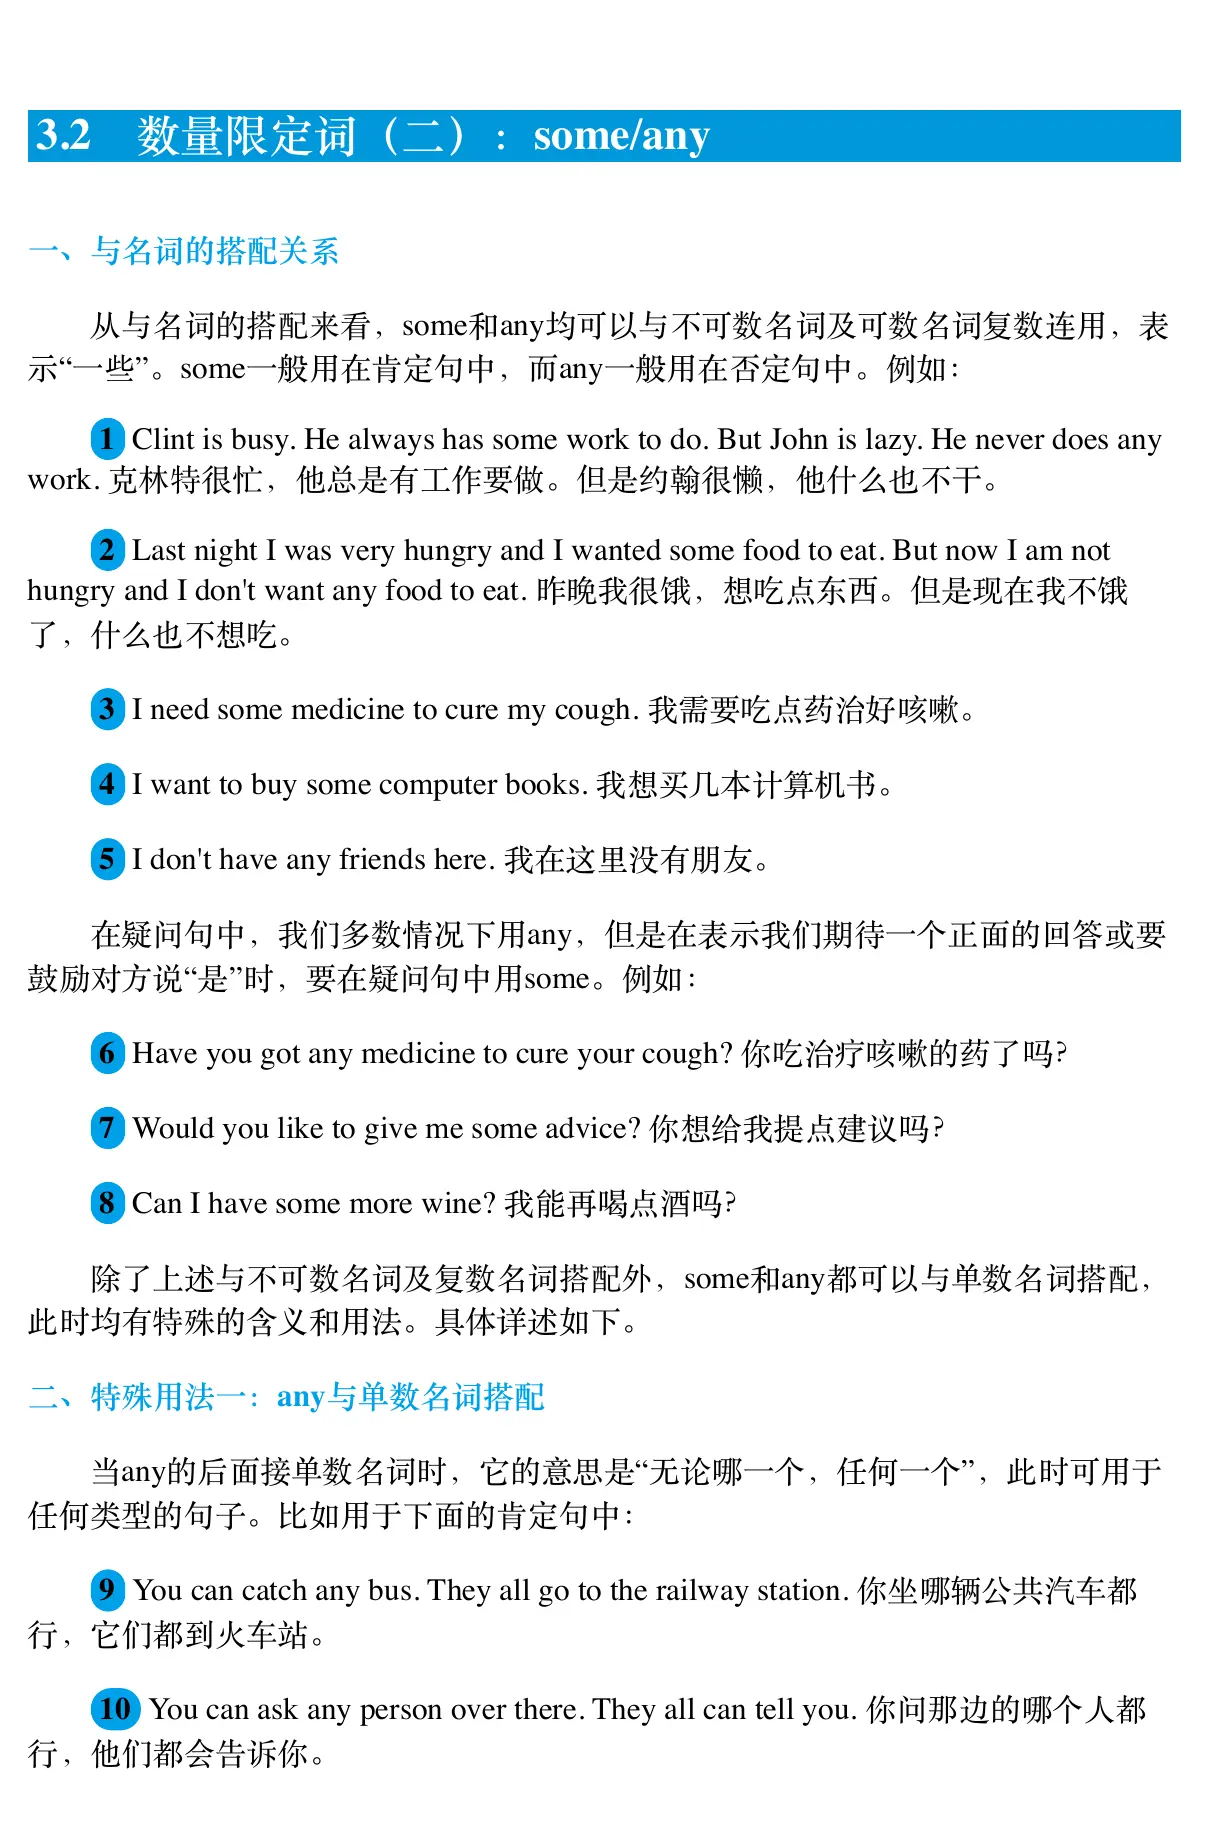 3.2 数量限定词（二）：some/any
一、与名词的搭配关系
从与名词的搭配来看，some和any均可以与不可数名词及可数名词复数连用，表
示“一些”。some一般用在肯定句中，而any一般用在否定句中。例如：
1 Clint is busy. He always has some work to do. But John is lazy. He never does any
work. 克林特很忙，他总是有工作要做。但是约翰很懒，他什么也不干。
2 Last night I was very hungry and I wanted some food to eat. But now I am not
hungry and I don't want any food to eat. 昨晚我很饿，想吃点东西。但是现在我不饿
了，什么也不想吃。
3 I need some medicine to cure my cough. 我需要吃点药治好咳嗽。
4 I want to buy some computer books. 我想买几本计算机书。
5 I don't have any friends here. 我在这里没有朋友。
在疑问句中，我们多数情况下用any，但是在表示我们期待一个正面的回答或要
鼓励对方说“是”时，要在疑问句中用some。例如：
6 Have you got any medicine to cure your cough? 你吃治疗咳嗽的药了吗？
7 Would you like to give me some advice? 你想给我提点建议吗？
8 Can I have some more wine? 我能再喝点酒吗？
除了上述与不可数名词及复数名词搭配外，some和any都可以与单数名词搭配，
此时均有特殊的含义和用法。具体详述如下。
二、特殊用法一：any与单数名词搭配
当any的后面接单数名词时，它的意思是“无论哪一个，任何一个”，此时可用于
任何类型的句子。比如用于下面的肯定句中：
9 You can catch any bus. They all go to the railway station. 你坐哪辆公共汽车都
行，它们都到火车站。
10 You can ask any person over there. They all can tell you. 你问那边的哪个人都
行，他们都会告诉你。